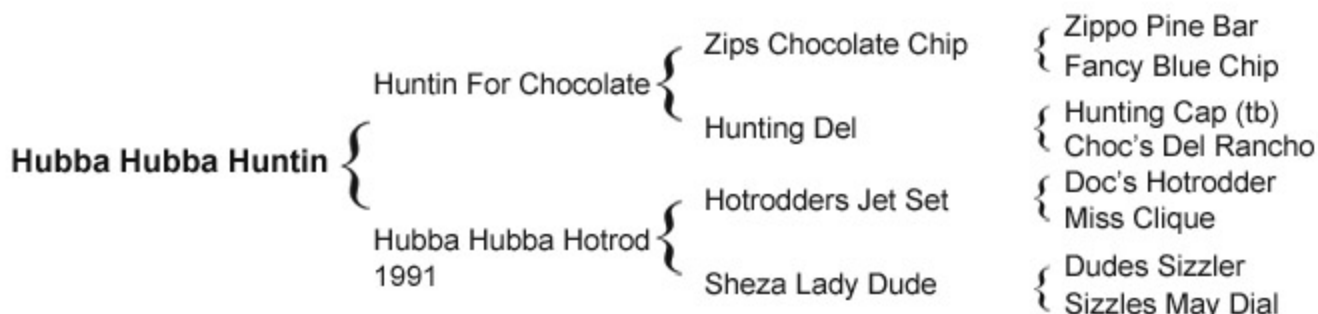 Zippo Pine Bar
Zips Chocolate Chip
Fancy Blue Chip
Huntin For Chocolate
Hunting Cap (tb)
Hunting Del
Choc's Del Rancho
Hubba Hubba Huntin
Doc's Hotrodder
Hotrodders Jet Set
Miss Clique
Hubba Hubba Hotrod
1991
Dudes Sizzler
Sheza Lady Dude
Sizzles May Dial